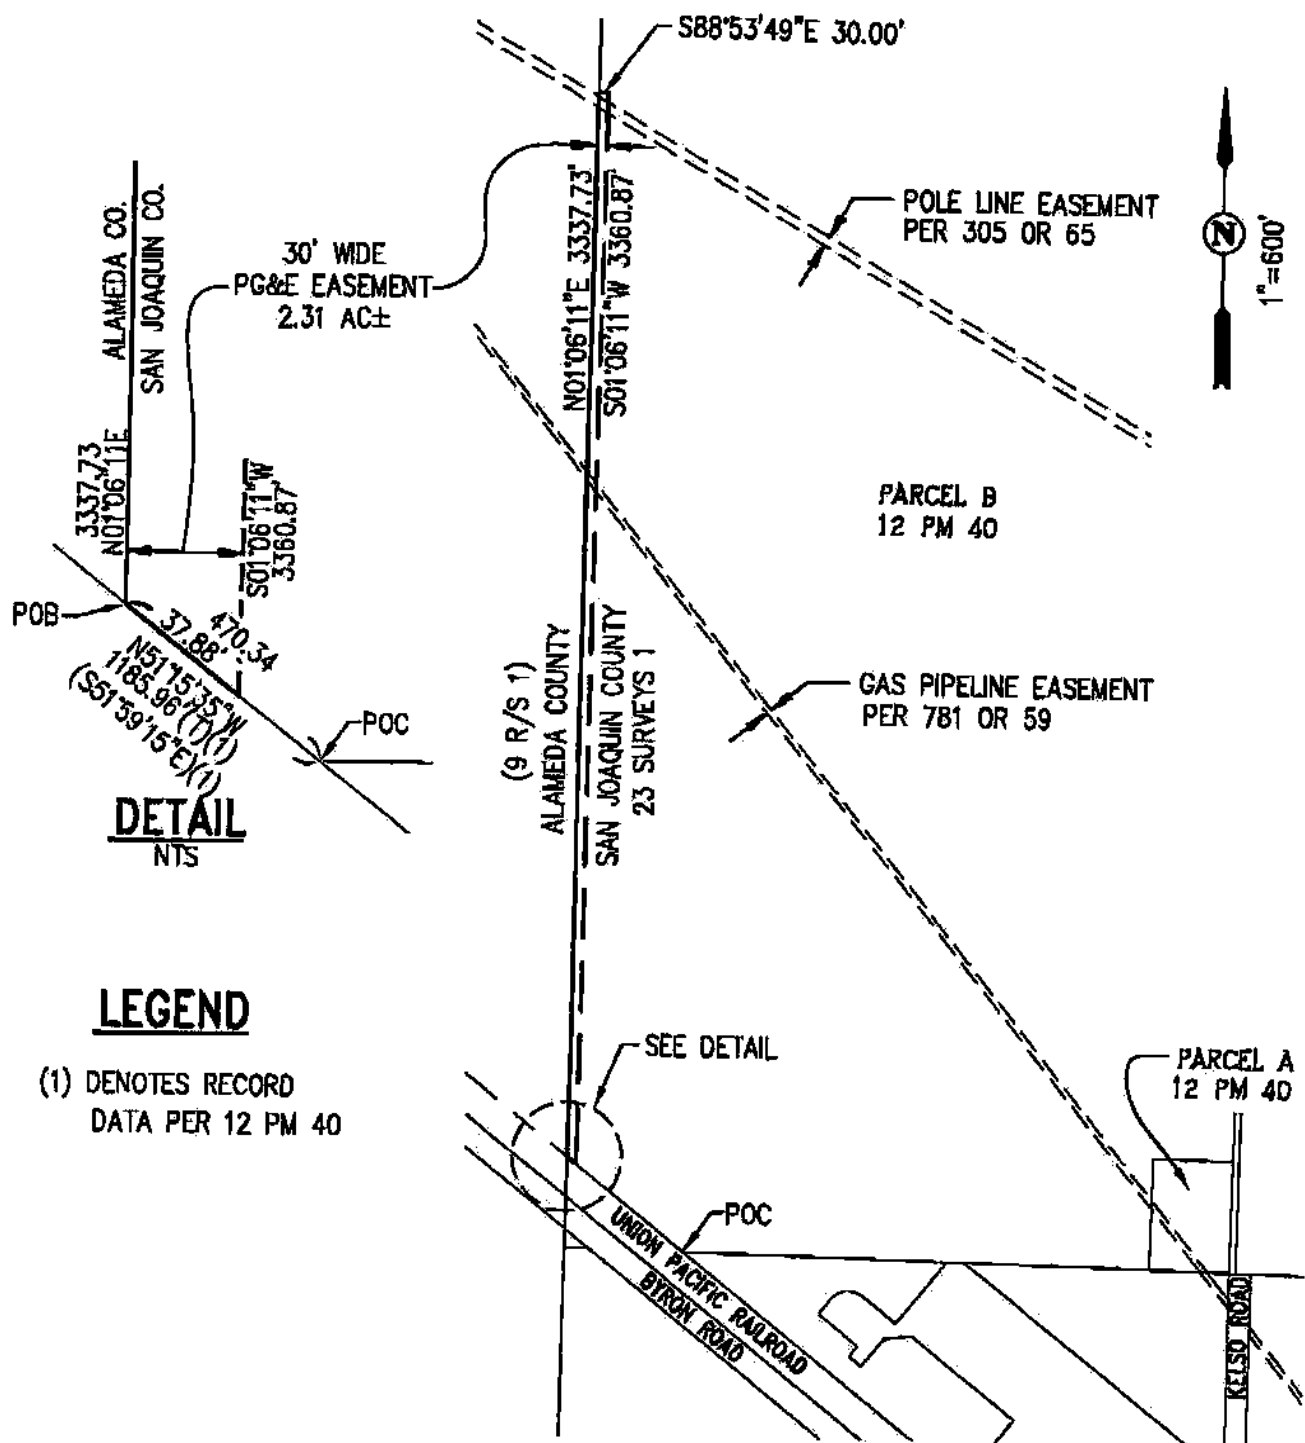 S88°53'49"E 30.00'
POLE LINE EASEMENT
PER 305 OR 65
N
1"=600'
ALAMEDA CO.
SAN JOAQUIN CO.
30' WIDE
PG&E EASEMENT
2.31 AC±
N01°06'11"E 3337.73'
S01°06'11"W 3360.87'
3337.73
N01°06'11E
S01°06'11"W
3360.87'
POB
37.88'
470.34
N51°15'35"W
1185.96 (T)(1)
(S51°59'15"E)(1)
POC
DETAIL
NTS
PARCEL B
12 PM 40
GAS PIPELINE EASEMENT
PER 781 OR 59
(9 R/S 1)
ALAMEDA COUNTY
SAN JOAQUIN COUNTY
23 SURVEYS 1
LEGEND
(1) DENOTES RECORD
DATA PER 12 PM 40
SEE DETAIL
PARCEL A
12 PM 40
POC
UNION PACIFIC RAILROAD
BYRON ROAD
KELSO ROAD